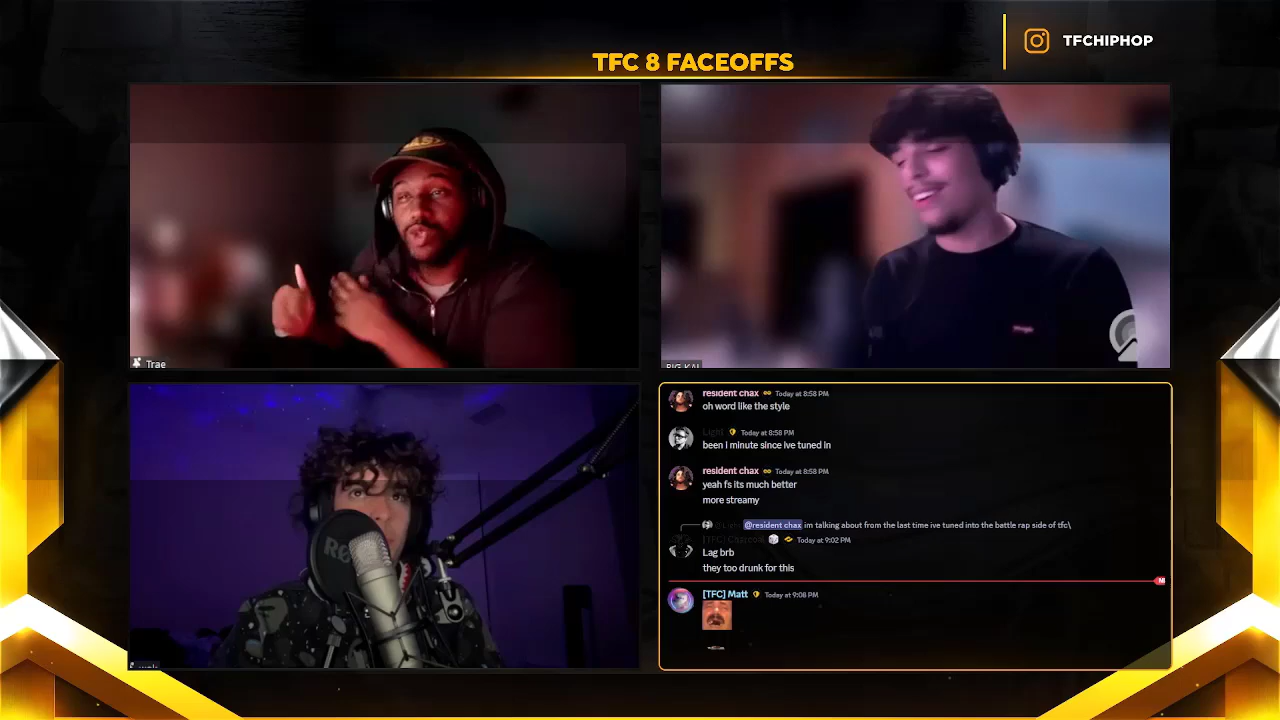 TFCHIPHOP
TFC 8 FACEOFFS
Trae
BIG KAI
resident chax Today at 8:58 PM
oh word like the style
Light Today at 8:58 PM
been i minute since ive tuned in
resident chax Today at 8:58 PM
yeah fs its much better
more streamy
@resident chax im talking about from the last time ive tuned into the battle rap side of tfc\
[TFC] Today at 9:02 PM
Lag brb
they too drunk for this
[TFC] Matt Today at 9:08 PM